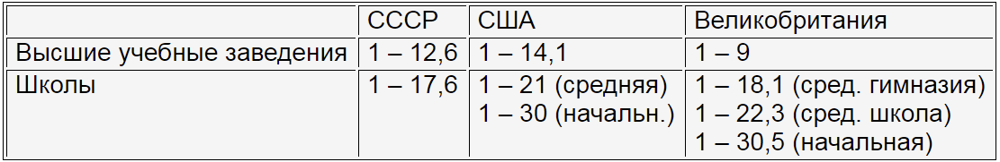 СССР США Великобритания
Высшие учебные заведения 1 – 12,6 1 – 14,1 1 – 9
Школы 1 – 17,6 1 – 21 (средняя) 1 – 18,1 (сред. гимназия)
1 – 30 (начальн.) 1 – 22,3 (сред. школа)
1 – 30,5 (начальная)